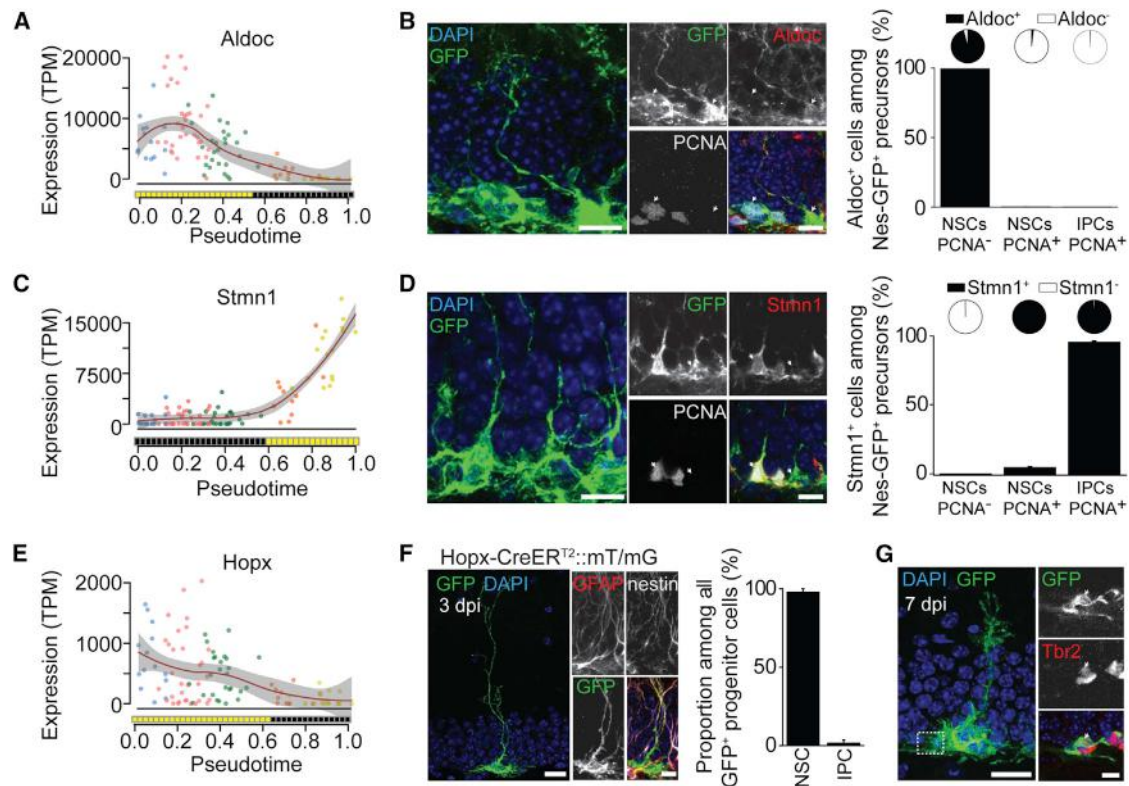 A
Aldoc
Expression (TPM)
20000
10000
5000
0
0.0 0.2 0.4 0.6 0.8 1.0
Pseudotime
B
DAPI
GFP
GFP
Aldoc
PCNA
Aldoc⁺ Aldoc⁻
Aldoc⁺ cells among
Nes-GFP⁺ precursors (%)
100
50
0
NSCs
PCNA⁻
NSCs
PCNA⁺
IPCs
PCNA⁺
C
Stmn1
Expression (TPM)
15000
7500
0
0.0 0.2 0.4 0.6 0.8 1.0
Pseudotime
D
DAPI
GFP
GFP
Stmn1
PCNA
Stmn1⁺ Stmn1⁻
Stmn1⁺ cells among
Nes-GFP⁺ precursors (%)
100
50
0
NSCs
PCNA⁻
NSCs
PCNA⁺
IPCs
PCNA⁺
E
Hopx
Expression (TPM)
2000
1000
500
0
0.0 0.2 0.4 0.6 0.8 1.0
Pseudotime
F
Hopx-CreERᵀ²::mT/mG
GFP DAPI
3 dpi
GFAP
nestin
GFP
Proportion among all
GFP⁺ progenitor cells (%)
100
50
0
NSC
IPC
G
DAPI GFP
7 dpi
GFP
Tbr2